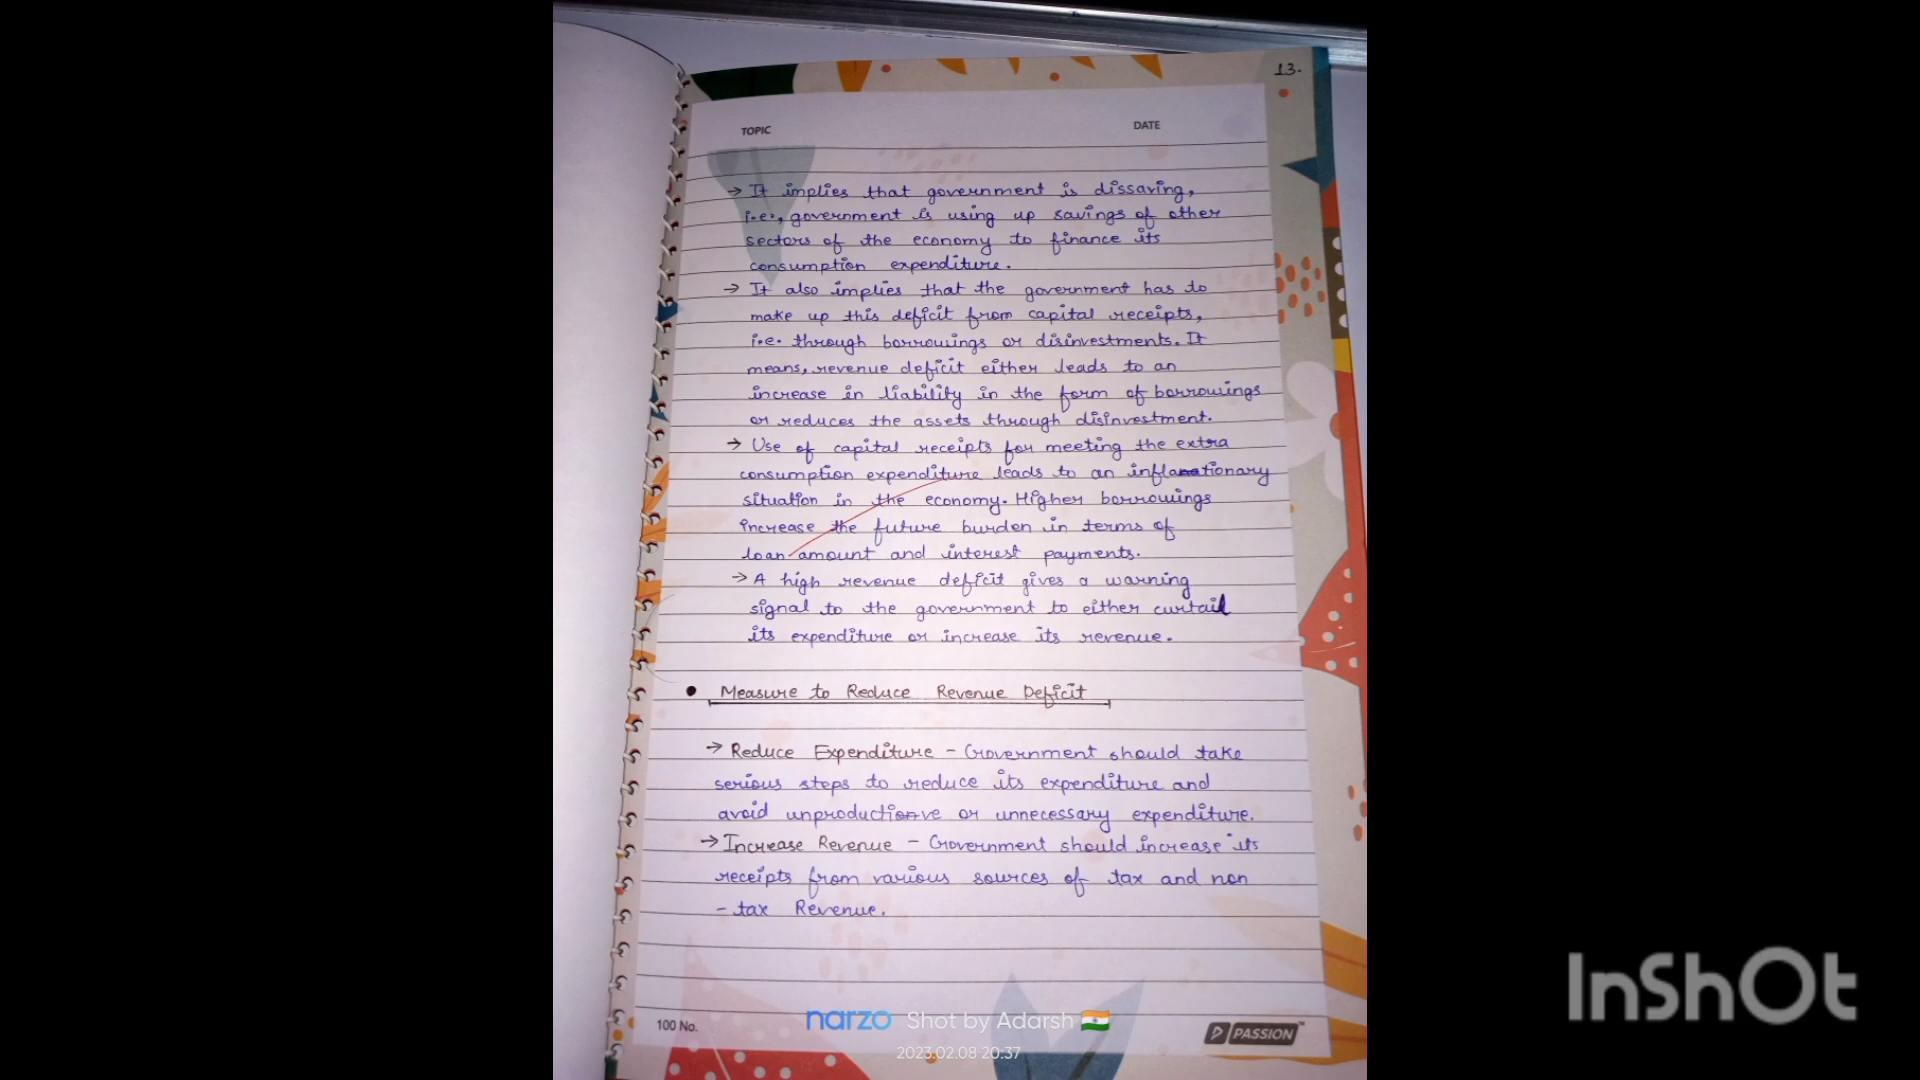 13.
TOPIC
DATE
→ It implies that government is dissaving,
i.e., government is using up savings of other
sectors of the economy to finance its
consumption expenditure.
→ It also implies that the government has to
make up this deficit from capital receipts,
i.e. through borrowings or disinvestments. It
means, revenue deficit either leads to an
increase in liability in the form of borrowings
or reduces the assets through disinvestment.
→ Use of capital receipts for meeting the extra
consumption expenditure leads to an inflationary
situation in the economy. Higher borrowings
increase the future burden in terms of
loan amount and interest payments.
→ A high revenue deficit gives a warning
signal to the government to either curtail
its expenditure or increase its revenue.
• Measure to Reduce Revenue Deficit
→ Reduce Expenditure - Government should take
serious steps to reduce its expenditure and
avoid unproductive or unnecessary expenditure.
→ Increase Revenue - Government should increase its
receipts from various sources of tax and non
- tax Revenue.
100 No.
narzo Shot by Adarsh 🇮🇳
2023.02.08 20:37
PASSION™
InShOt